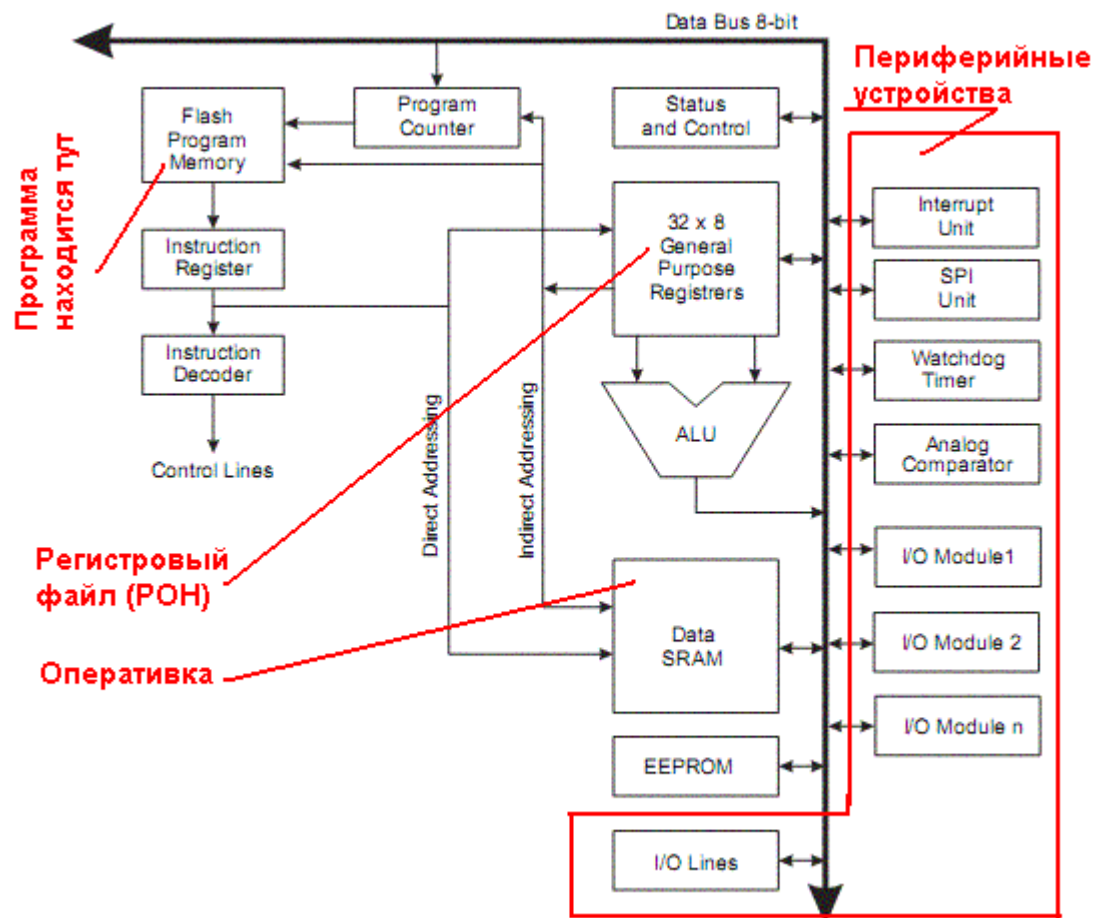 Data Bus 8-bit
Периферийные
устройства
Flash
Program
Memory
Program
Counter
Status
and Control
Программа
находится тут
32 x 8
General
Purpose
Registrers
Interrupt
Unit
Instruction
Register
SPI
Unit
Instruction
Decoder
Watchdog
Timer
Control Lines
Direct Addressing
Indirect Addressing
ALU
Analog
Comparator
Регистровый
файл (РОН)
I/O Module1
Оперативка
Data
SRAM
I/O Module 2
I/O Module n
EEPROM
I/O Lines